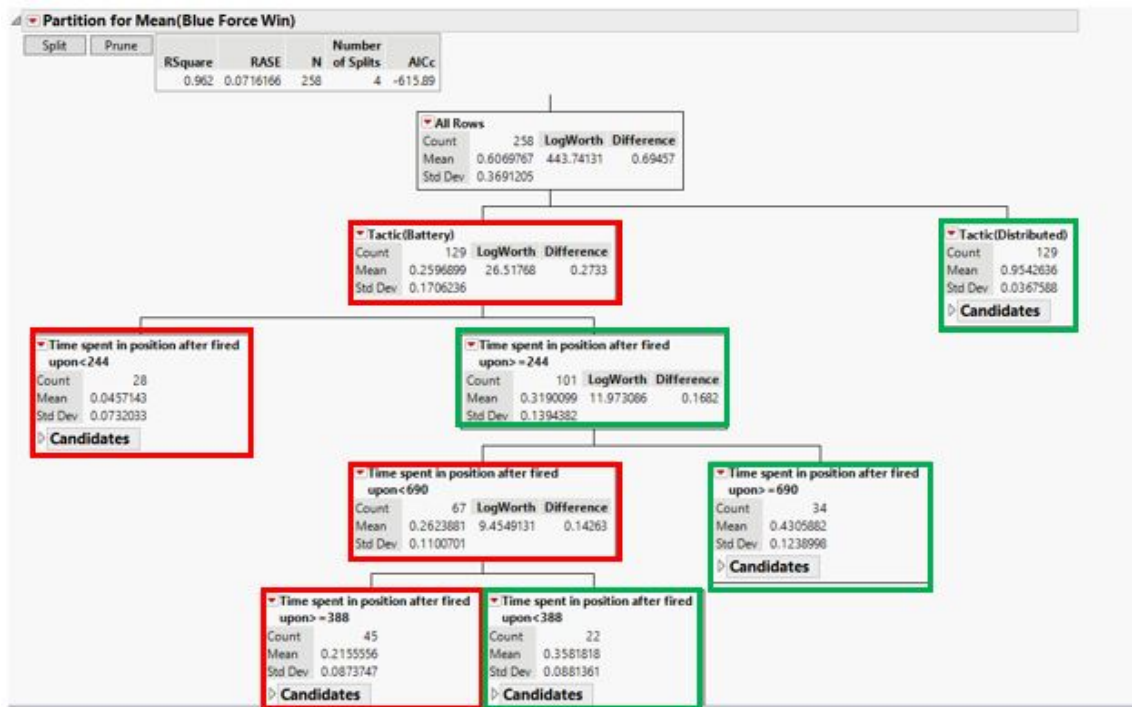 Partition for Mean(Blue Force Win)
Split Prune
Number
RSquare RASE N of Splits AICc
0.962 0.0716166 258 4 -615.89
All Rows
Count 258 LogWorth Difference
Mean 0.6069767 443.74131 0.69457
Std Dev 0.3691205
Tactic(Battery)
Count 129 LogWorth Difference
Mean 0.2596899 26.51768 0.2733
Std Dev 0.1706236
Tactic(Distributed)
Count 129
Mean 0.9542636
Std Dev 0.0367588
Candidates
Time spent in position after fired
upon<244
Count 28
Mean 0.0457143
Std Dev 0.0732033
Candidates
Time spent in position after fired
upon>=244
Count 101 LogWorth Difference
Mean 0.3190099 11.973086 0.1682
Std Dev 0.1394382
Time spent in position after fired
upon<690
Count 67 LogWorth Difference
Mean 0.2623881 9.4549131 0.14263
Std Dev 0.1100701
Time spent in position after fired
upon>=690
Count 34
Mean 0.4305882
Std Dev 0.1238998
Candidates
Time spent in position after fired
upon>=388
Count 45
Mean 0.2155556
Std Dev 0.0873747
Candidates
Time spent in position after fired
upon<388
Count 22
Mean 0.3581818
Std Dev 0.0881361
Candidates